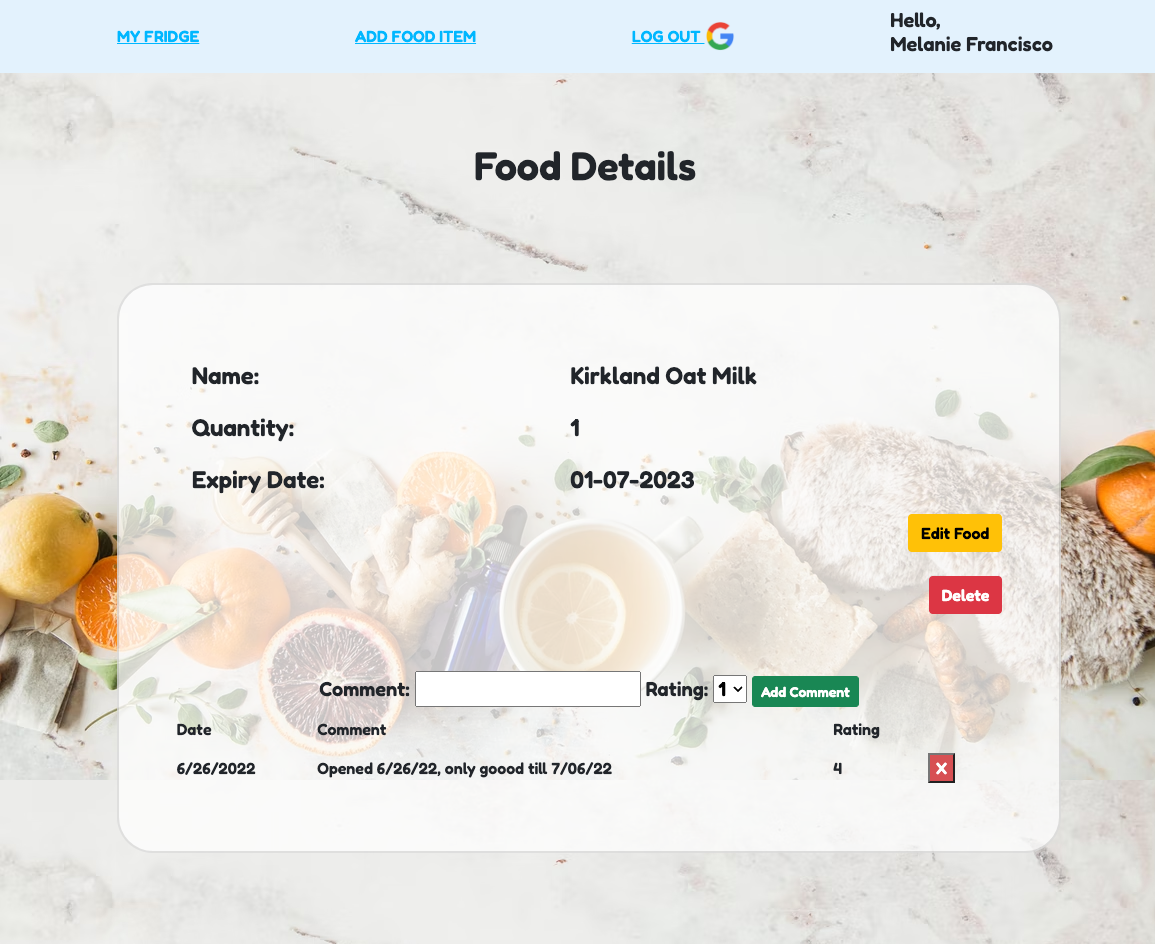 MY FRIDGE ADD FOOD ITEM LOG OUT Hello,
Melanie Francisco
Food Details
Name: Kirkland Oat Milk
Quantity: 1
Expiry Date: 01-07-2023
Edit Food
Delete
Comment: Rating: 1 Add Comment
Date Comment Rating
6/26/2022 Opened 6/26/22, only goood till 7/06/22 4 X